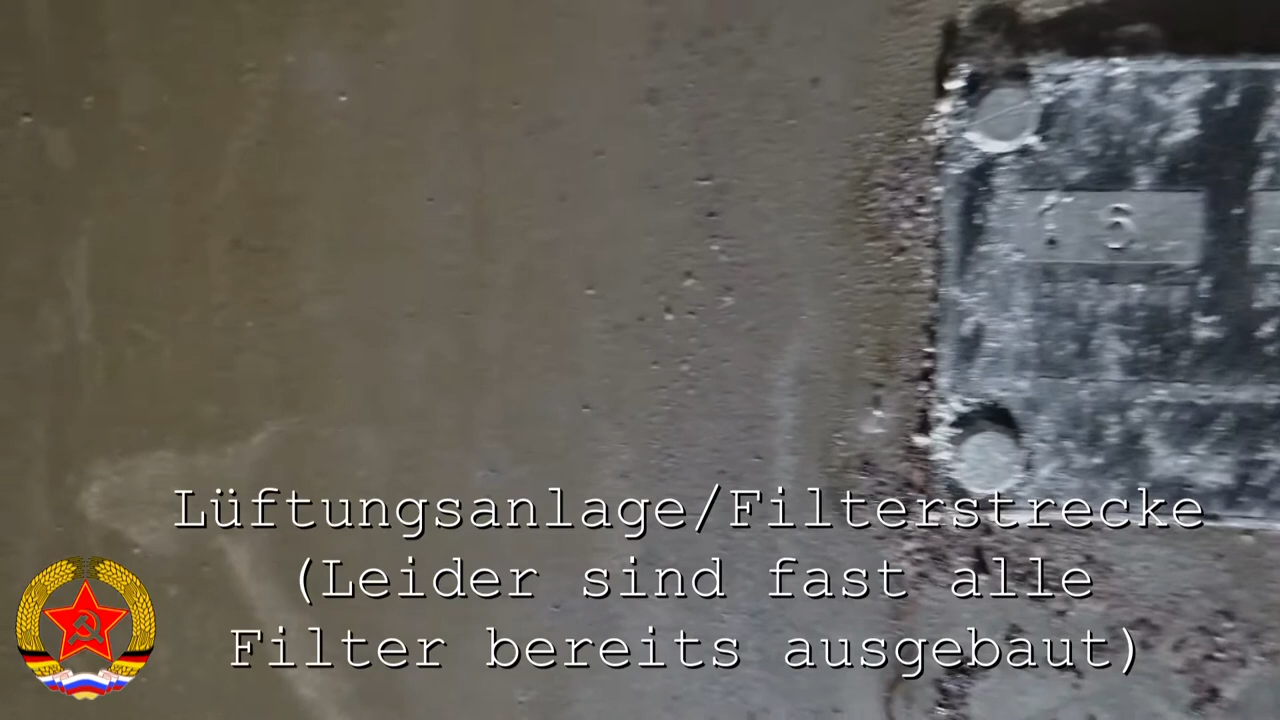 Lüftungsanlage/Filterstrecke
(Leider sind fast alle
Filter bereits ausgebaut)